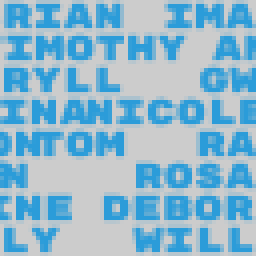 RIAN IMA
TIMOTHY AN
RYLL GW
INANICOLE
ONTOM RA
N ROSA
INE DEBOR
LY WILL